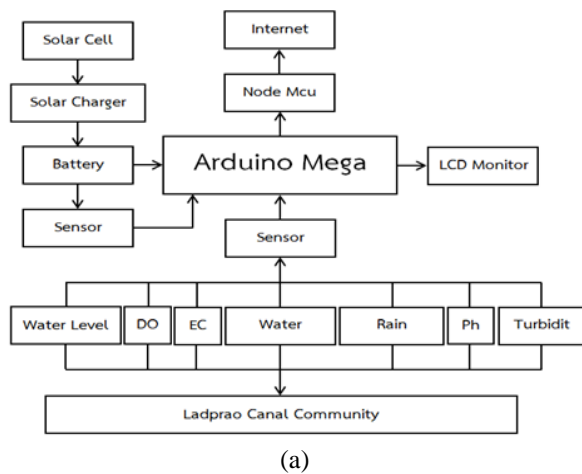 Solar Cell
Internet
Solar Charger
Node Mcu
Battery
Arduino Mega
LCD Monitor
Sensor
Sensor
Water Level
DO
EC
Water
Rain
Ph
Turbidit
Ladprao Canal Community
(a)